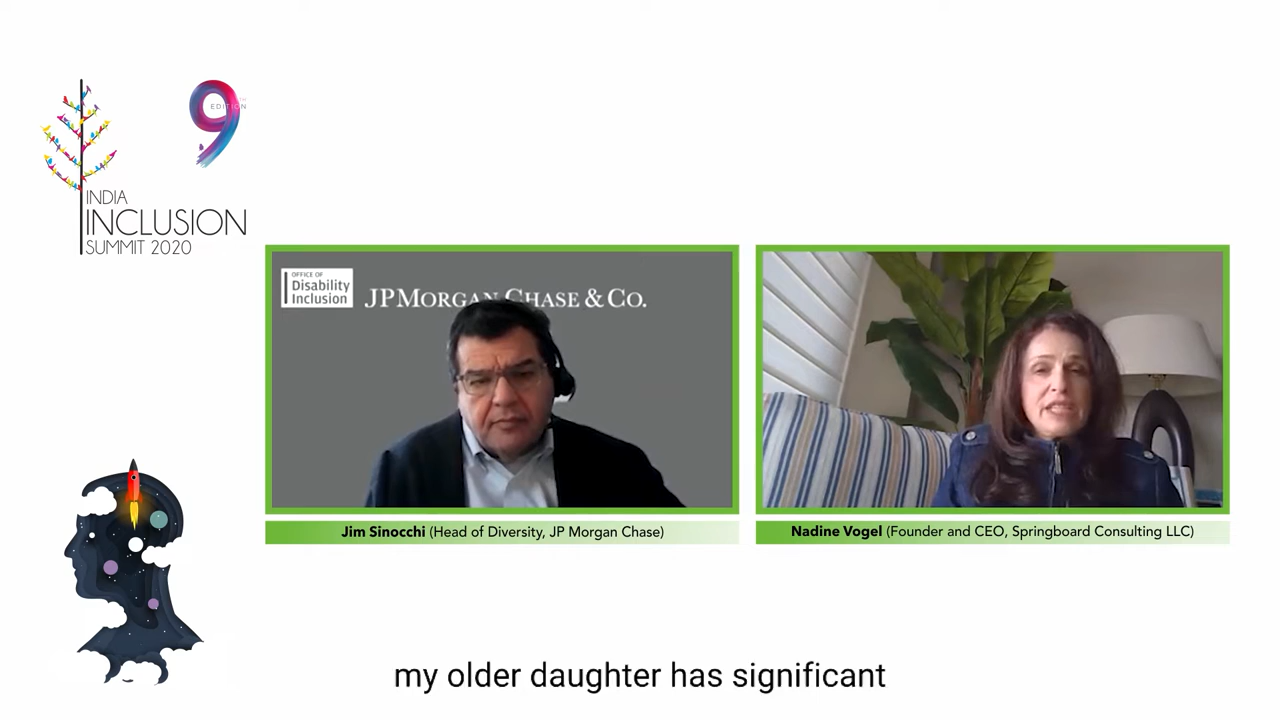 EDITION
INDIA
INCLUSION
SUMMIT 2020
OFFICE OF
Disability
Inclusion
JPMORGAN CHASE & CO.
Jim Sinocchi (Head of Diversity, JP Morgan Chase)
Nadine Vogel (Founder and CEO, Springboard Consulting LLC)
my older daughter has significant